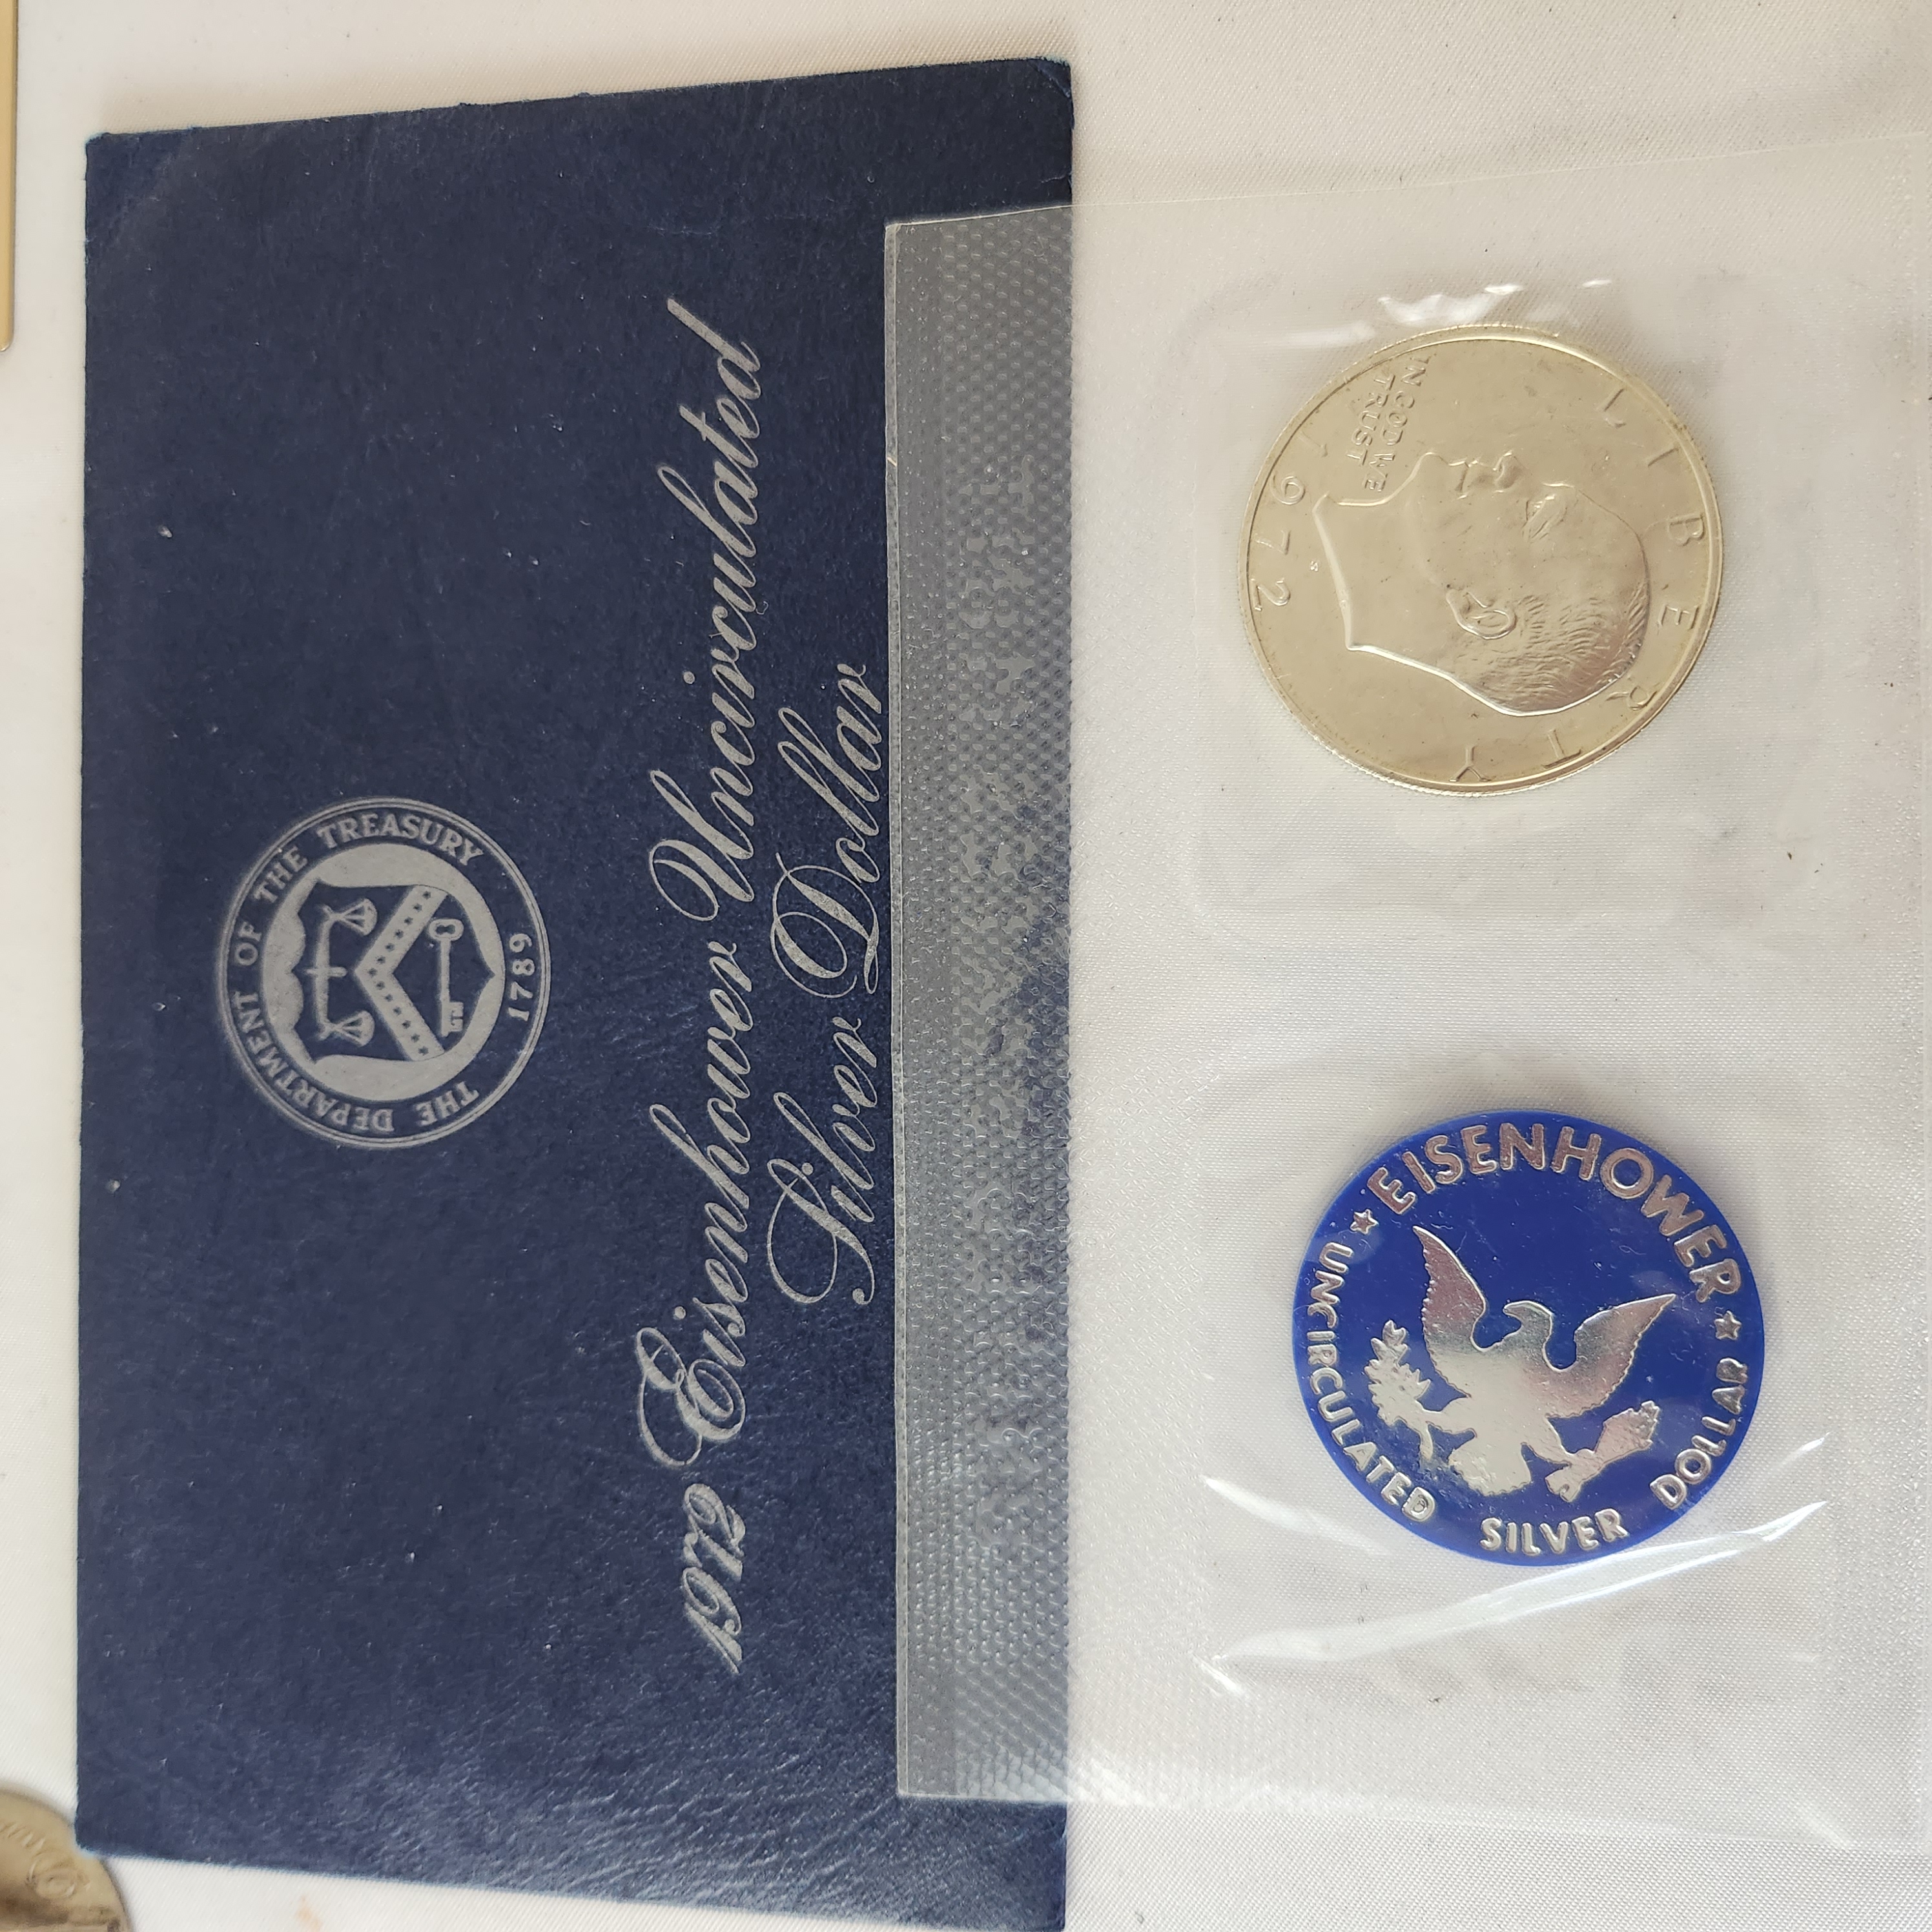 THE DEPARTMENT OF THE TREASURY
1789
1972 Eisenhower Uncirculated
Silver Dollar
LIBERTY
IN GOD WE
TRUST
S
1972
EISENHOWER
UNCIRCULATED SILVER DOLLAR